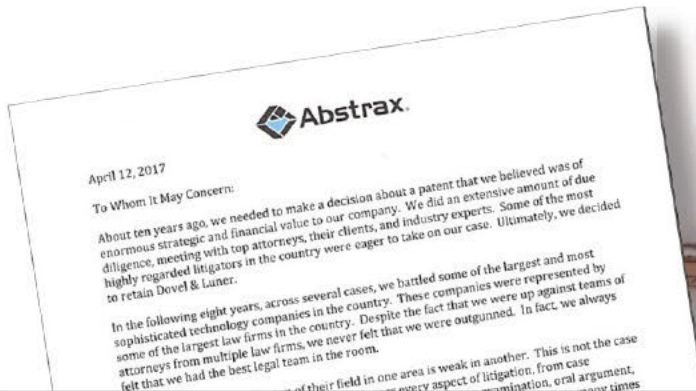 Abstrax.
April 12, 2017
To Whom It May Concern:
About ten years ago, we needed to make a decision about a patent that we believed was of
enormous strategic and financial value to our company. We did an extensive amount of due
diligence, meeting with top attorneys, their clients, and industry experts. Some of the most
highly regarded litigators in the country were eager to take on our case. Ultimately, we decided
to retain Dovel & Luner.
In the following eight years, across several cases, we battled some of the largest and most
sophisticated technology companies in the country. These companies were represented by
some of the largest law firms in the country. Despite the fact that we were up against teams of
attorneys from multiple law firms, we never felt that we were outgunned. In fact, we always
felt that we had the best legal team in the room.
of their field in one area is weak in another. This is not the case
every aspect of litigation, from case
oral argument,
many times